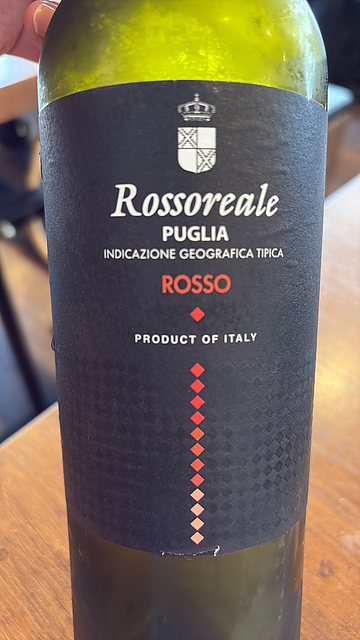 Rossoreale
PUGLIA
INDICAZIONE GEOGRAFICA TIPICA
ROSSO
PRODUCT OF ITALY